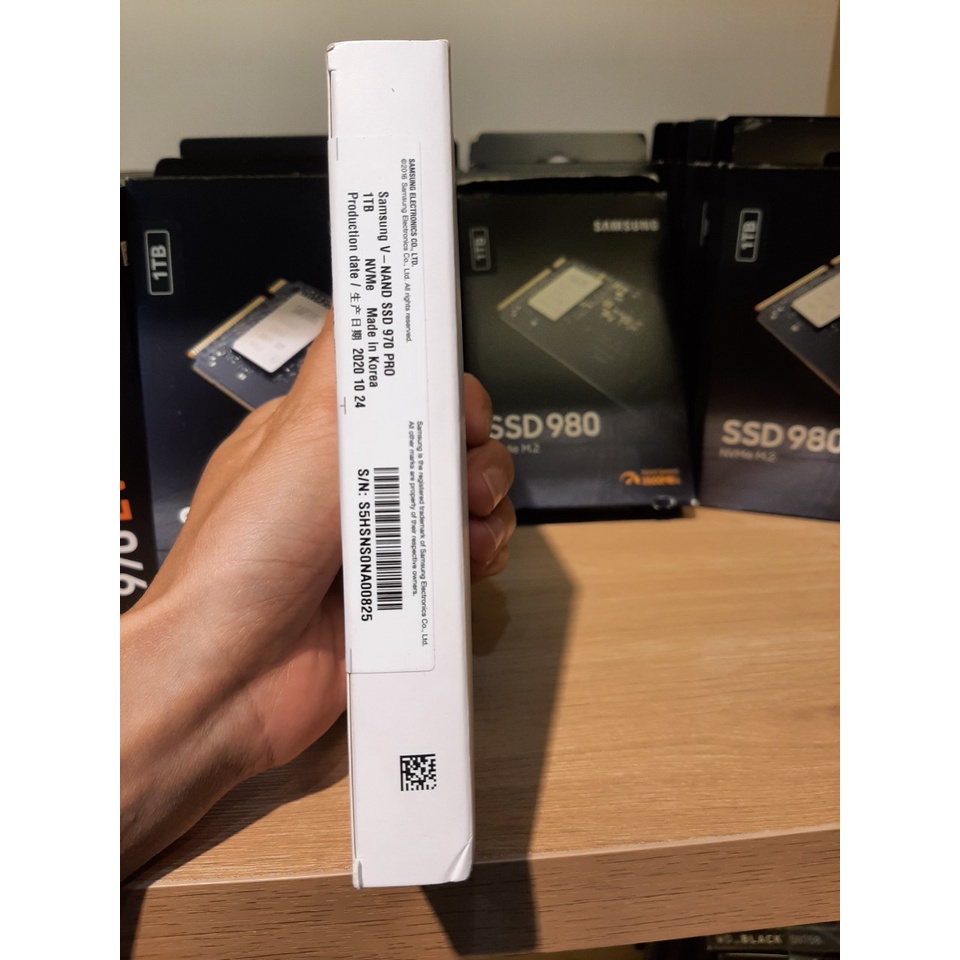 SAMSUNG ELECTRONICS CO., LTD.
©2016 Samsung Electronics Co., Ltd. All rights reserved.
Samsung V-NAND SSD 970 PRO
1TB NVMe Made in Korea
Production date / 生产日期 2020 10 24
Samsung is the registered trademark of Samsung Electronics Co., Ltd.
All other marks are property of their respective owners.
S/N: S5HSNS0NA00825
1TB
SAMSUNG
1TB
SSD 980
NVMe M.2
1TB
SSD 980
NVMe M.2
WD_BLACK